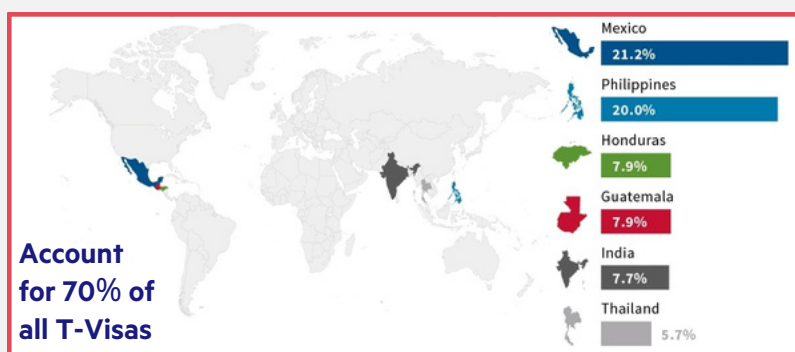 Mexico
21.2%
Philippines
20.0%
Honduras
7.9%
Guatemala
7.9%
India
7.7%
Thailand
5.7%
Account
for 70% of
all T-Visas